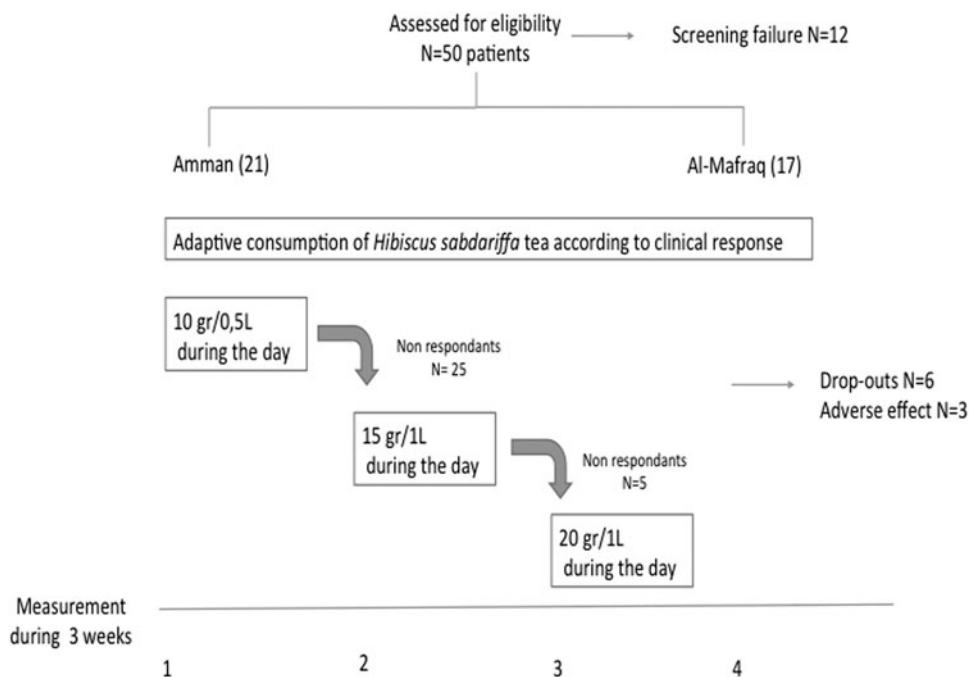 Assessed for eligibility
N=50 patients
Screening failure N=12
Amman (21)
Al-Mafraq (17)
Adaptive consumption of Hibiscus sabdariffa tea according to clinical response
10 gr/0,5L
during the day
Non respondants
N= 25
Drop-outs N=6
Adverse effect N=3
15 gr/1L
during the day
Non respondants
N=5
20 gr/1L
during the day
Measurement
during 3 weeks
1
2
3
4